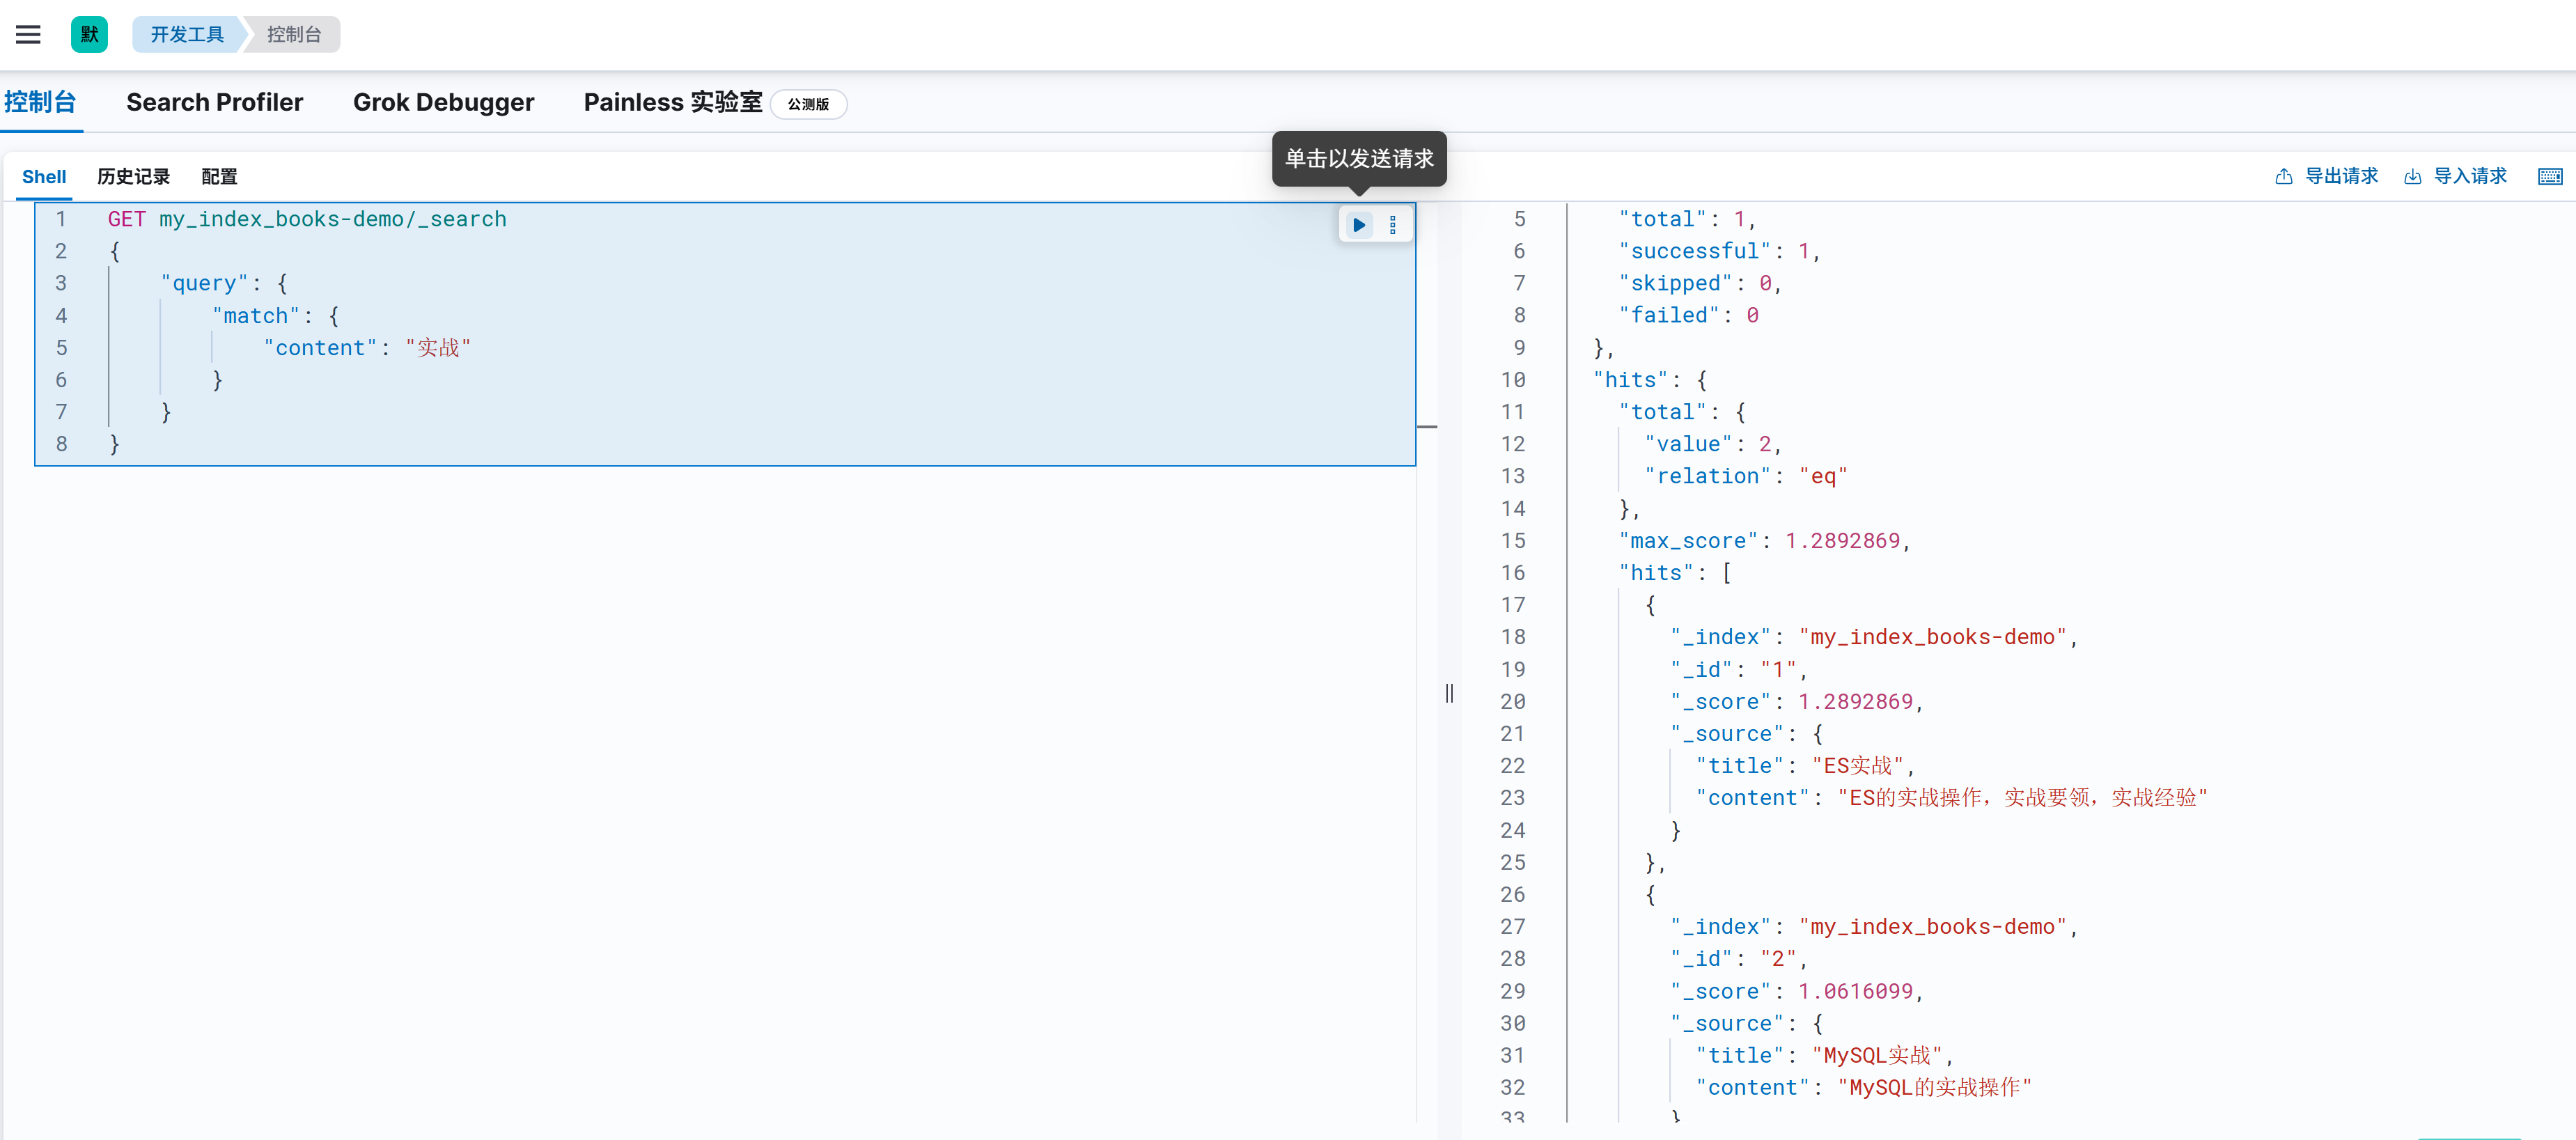 默 开发工具 控制台
控制台 Search Profiler Grok Debugger Painless 实验室 公测版
单击以发送请求
Shell 历史记录 配置 导出请求 导入请求
1 GET my_index_books-demo/_search
2 {
3 "query": {
4 "match": {
5 "content": "实战"
6 }
7 }
8 }
5 "total": 1,
6 "successful": 1,
7 "skipped": 0,
8 "failed": 0
9 },
10 "hits": {
11 "total": {
12 "value": 2,
13 "relation": "eq"
14 },
15 "max_score": 1.2892869,
16 "hits": [
17 {
18 "_index": "my_index_books-demo",
19 "_id": "1",
20 "_score": 1.2892869,
21 "_source": {
22 "title": "ES实战",
23 "content": "ES的实战操作，实战要领，实战经验"
24 }
25 },
26 {
27 "_index": "my_index_books-demo",
28 "_id": "2",
29 "_score": 1.0616099,
30 "_source": {
31 "title": "MySQL实战",
32 "content": "MySQL的实战操作"
33 }